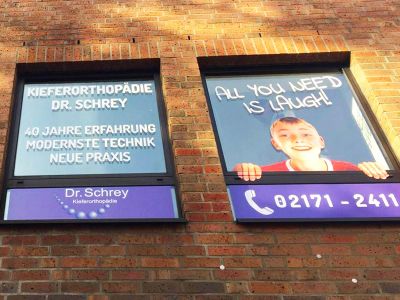 KIEFERORTHOPÄDIE
DR. SCHREY
40 JAHRE ERFAHRUNG
MODERNSTE TECHNIK
NEUE PRAXIS
Dr. Schrey
Kieferorthopädie
ALL YOU NEED
IS LAUGH!
02171 - 2411